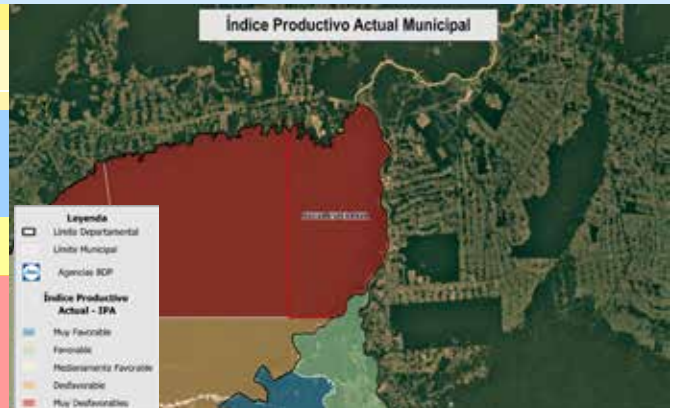 Índice Productivo Actual Municipal
Leyenda
Límite Departamental
Límite Municipal
Agencias BDP
Índice Productivo
Actual - IPA
Muy Favorable
Favorable
Medianamente Favorable
Desfavorable
Muy Desfavorables